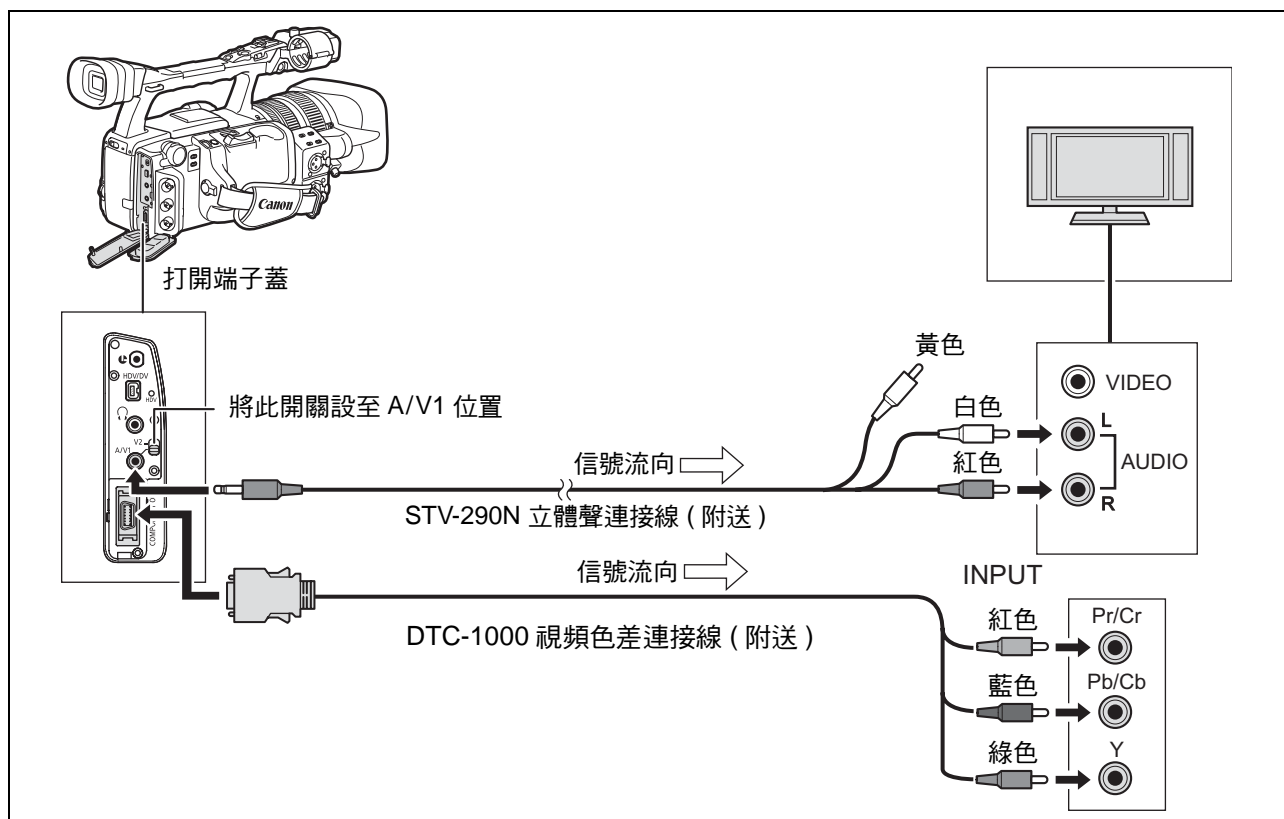 Canon
打開端子蓋
HDV/DV
HDV
將此開關設至 A/V1 位置
V2
A/V1
黃色
白色
紅色
信號流向
STV-290N 立體聲連接線 ( 附送 )
VIDEO
L
AUDIO
R
信號流向
DTC-1000 視頻色差連接線 ( 附送 )
INPUT
紅色
Pr/Cr
藍色
Pb/Cb
綠色
Y